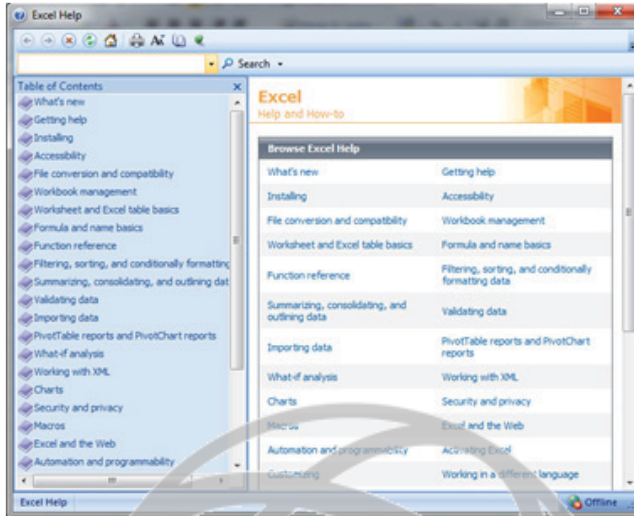 Excel Help
Search
Table of Contents
What's new
Getting help
Installing
Accessibility
File conversion and compatibility
Workbook management
Worksheet and Excel table basics
Formula and name basics
Function reference
Filtering, sorting, and conditionally formatting
Summarizing, consolidating, and outlining dat
Validating data
Importing data
PivotTable reports and PivotChart reports
What-if analysis
Working with XML
Charts
Security and privacy
Macros
Excel and the Web
Automation and programmability
Excel
Help and How-to
Browse Excel Help
What's new Getting help
Installing Accessibility
File conversion and compatibility Workbook management
Worksheet and Excel table basics Formula and name basics
Function reference Filtering, sorting, and conditionally
formatting data
Summarizing, consolidating, and
outlining data Validating data
Importing data PivotTable reports and PivotChart
reports
What-if analysis Working with XML
Charts Security and privacy
Macros Excel and the Web
Automation and programmability Activating Excel
Customizing Working in a different language
Excel Help Offline